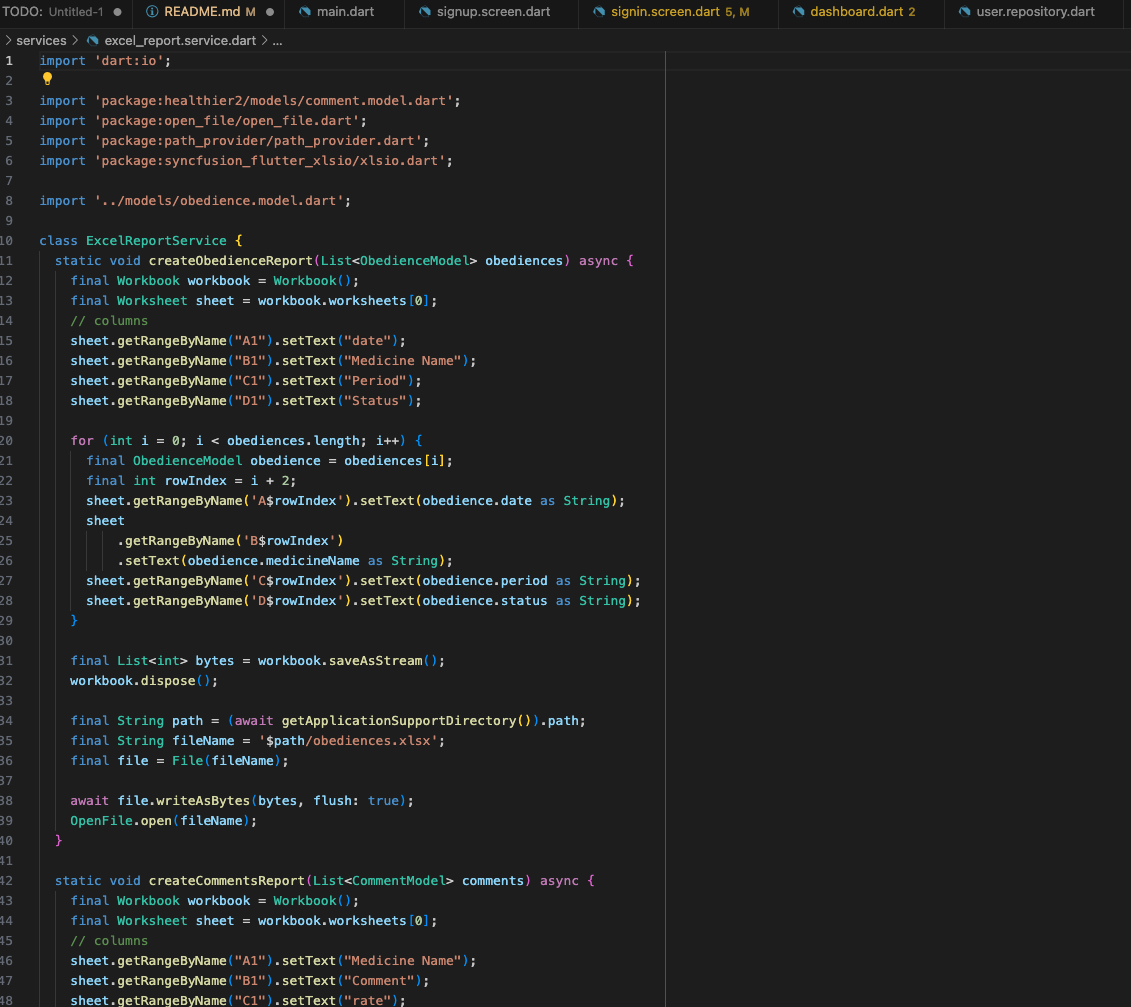 TODO: Untitled-1 ● README.md M ● main.dart signup.screen.dart signin.screen.dart 5, M dashboard.dart 2 user.repository.dart
> services > excel_report.service.dart > ...
1 import 'dart:io';
2
3 import 'package:healthier2/models/comment.model.dart';
4 import 'package:open_file/open_file.dart';
5 import 'package:path_provider/path_provider.dart';
6 import 'package:syncfusion_flutter_xlsio/xlsio.dart';
7
8 import '../models/obedience.model.dart';
9
10 class ExcelReportService {
11 static void createObedienceReport(List<ObedienceModel> obediences) async {
12 final Workbook workbook = Workbook();
13 final Worksheet sheet = workbook.worksheets[0];
14 // columns
15 sheet.getRangeByName("A1").setText("date");
16 sheet.getRangeByName("B1").setText("Medicine Name");
17 sheet.getRangeByName("C1").setText("Period");
18 sheet.getRangeByName("D1").setText("Status");
19
20 for (int i = 0; i < obediences.length; i++) {
21 final ObedienceModel obedience = obediences[i];
22 final int rowIndex = i + 2;
23 sheet.getRangeByName('A$rowIndex').setText(obedience.date as String);
24 sheet
25 .getRangeByName('B$rowIndex')
26 .setText(obedience.medicineName as String);
27 sheet.getRangeByName('C$rowIndex').setText(obedience.period as String);
28 sheet.getRangeByName('D$rowIndex').setText(obedience.status as String);
29 }
30
31 final List<int> bytes = workbook.saveAsStream();
32 workbook.dispose();
33
34 final String path = (await getApplicationSupportDirectory()).path;
35 final String fileName = '$path/obediences.xlsx';
36 final file = File(fileName);
37
38 await file.writeAsBytes(bytes, flush: true);
39 OpenFile.open(fileName);
40 }
41
42 static void createCommentsReport(List<CommentModel> comments) async {
43 final Workbook workbook = Workbook();
44 final Worksheet sheet = workbook.worksheets[0];
45 // columns
46 sheet.getRangeByName("A1").setText("Medicine Name");
47 sheet.getRangeByName("B1").setText("Comment");
48 sheet.getRangeByName("C1").setText("rate");